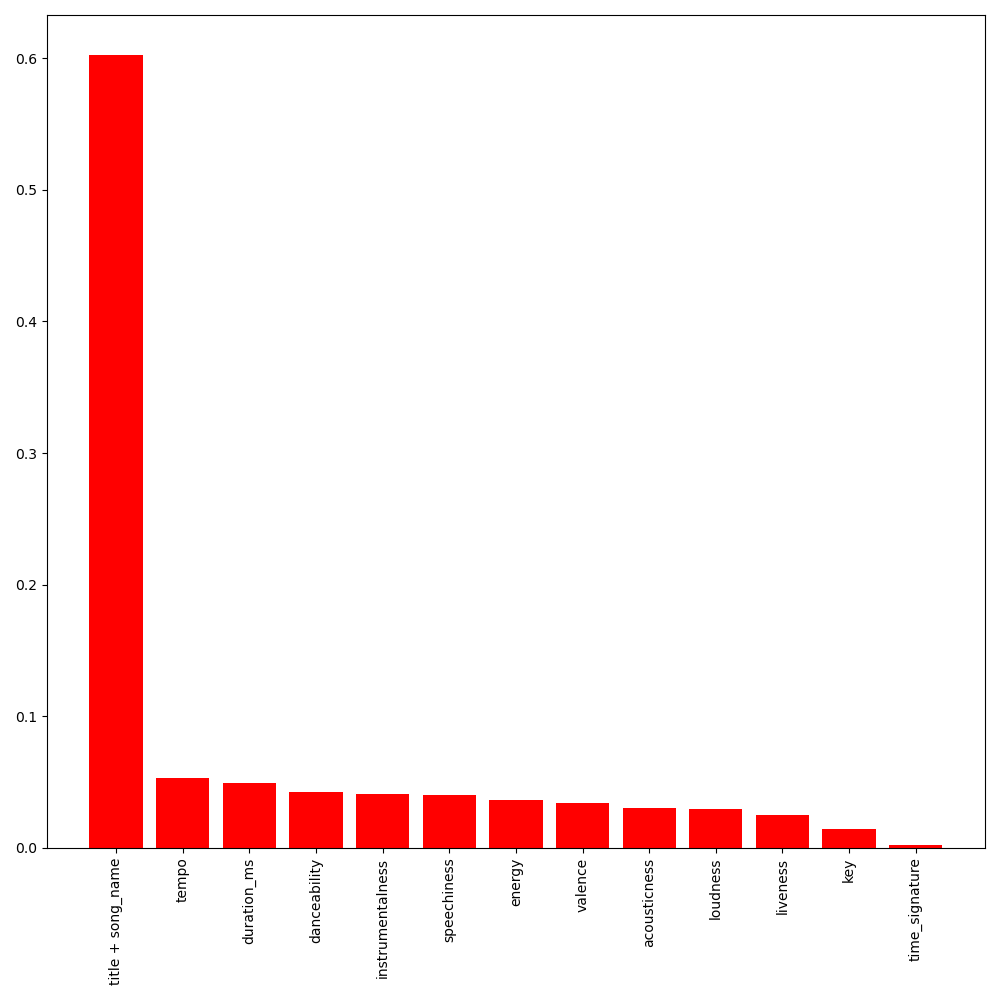 0.6
0.5
0.4
0.3
0.2
0.1
0.0
title + song_name
tempo
duration_ms
danceability
instrumentalness
speechiness
energy
valence
acousticness
loudness
liveness
key
time_signature